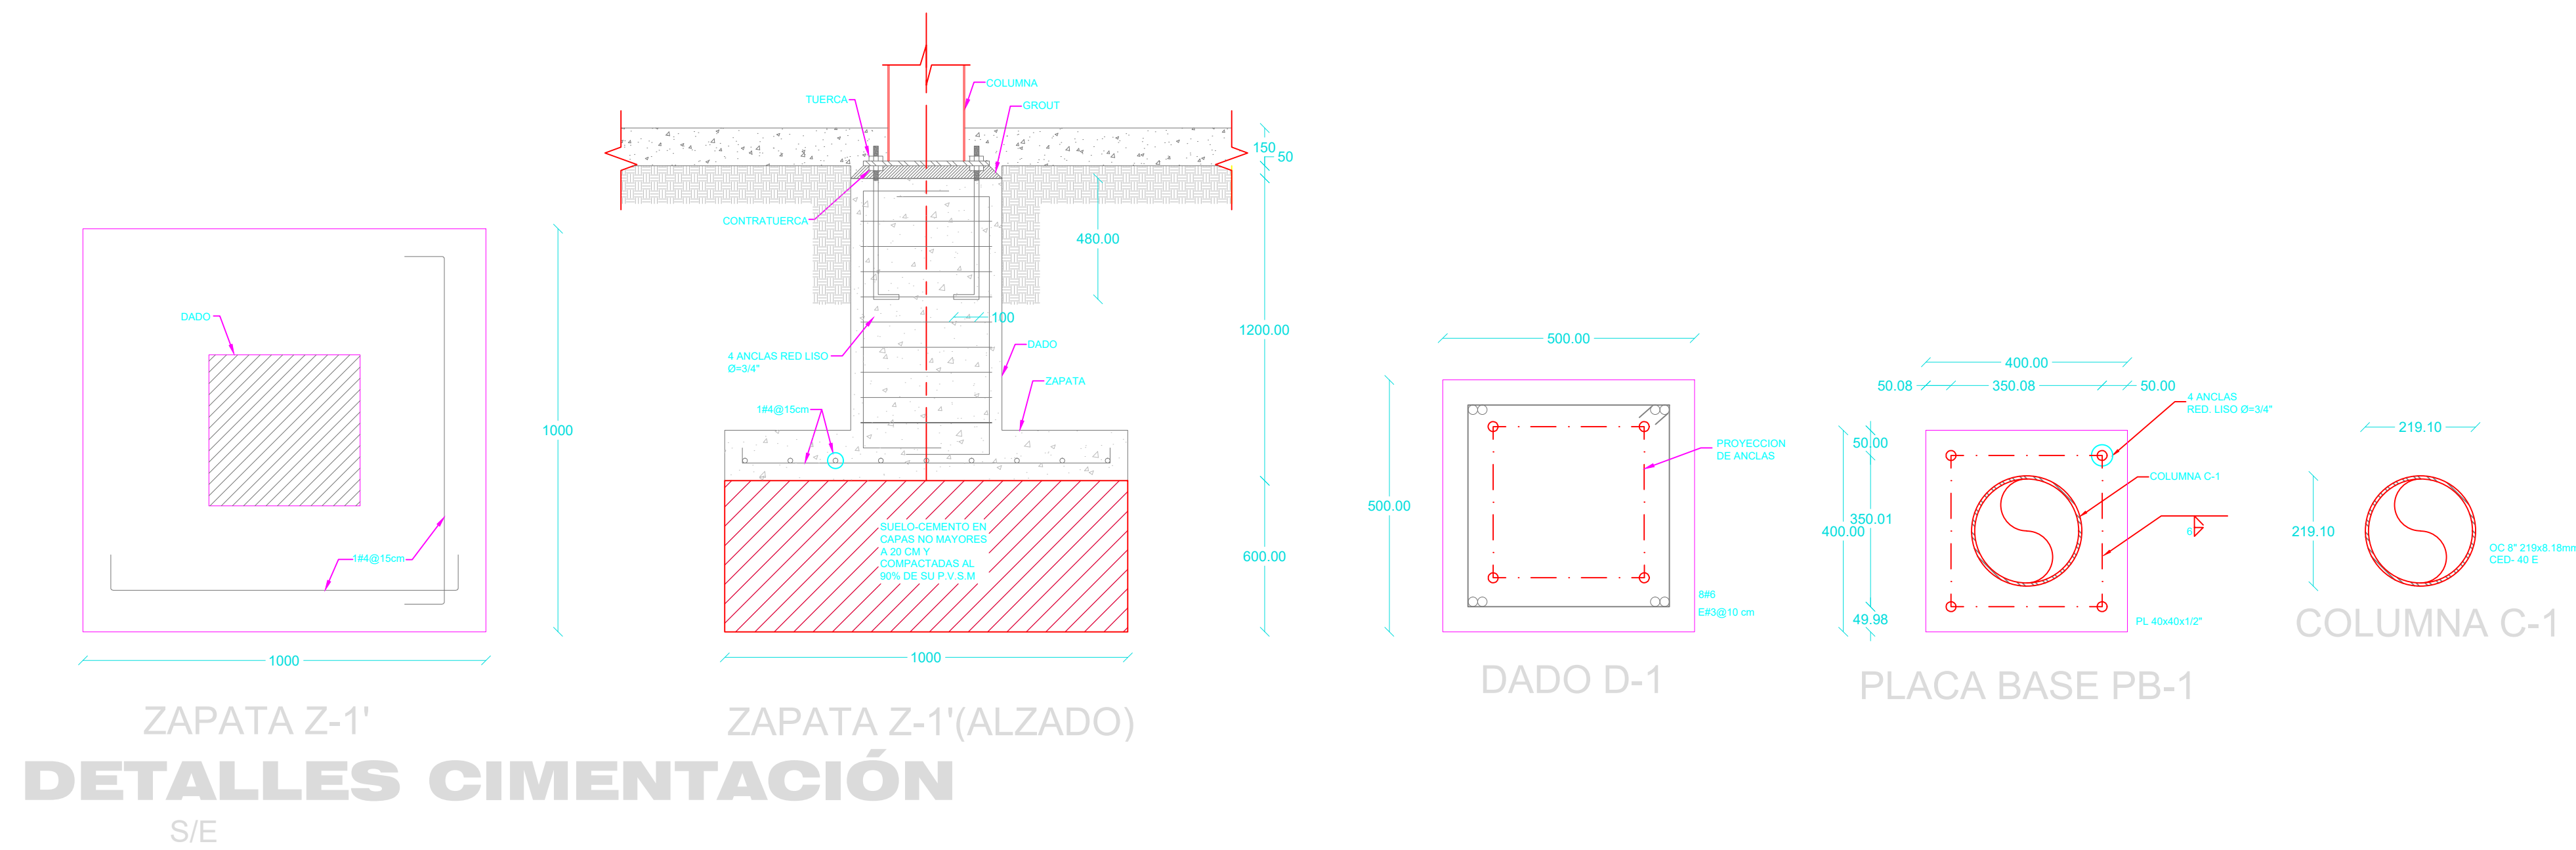 DADO
1#4@15cm
1000
1000
ZAPATA Z-1'
TUERCA
COLUMNA
GROUT
150
50
CONTRATUERCA
480.00
100
1200.00
4 ANCLAS RED LISO
Ø=3/4"
DADO
ZAPATA
1#4@15cm
SUELO-CEMENTO EN
CAPAS NO MAYORES
A 20 CM Y
COMPACTADAS AL
90% DE SU P.V.S.M
600.00
1000
ZAPATA Z-1'(ALZADO)
500.00
500.00
PROYECCION
DE ANCLAS
8#6
E#3@10 cm
DADO D-1
400.00
50.08
350.08
50.00
4 ANCLAS
RED. LISO Ø=3/4"
50.00
COLUMNA C-1
350.01
400.00
6
49.98
PL 40x40x1/2"
PLACA BASE PB-1
219.10
219.10
OC 8" 219x8.18mm
CED- 40 E
COLUMNA C-1
DETALLES CIMENTACIÓN
S/E